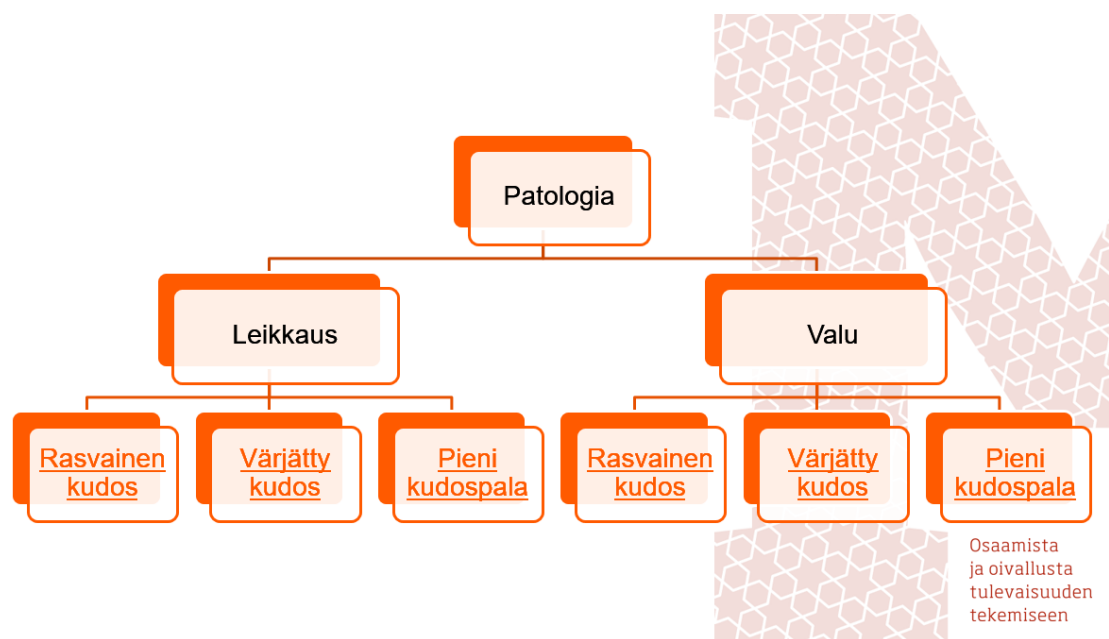 Patologia
Leikkaus
Valu
Rasvainen
kudos
Värjätty
kudos
Pieni
kudospala
Rasvainen
kudos
Värjätty
kudos
Pieni
kudospala
Osaamista
ja oivallusta
tulevaisuuden
tekemiseen